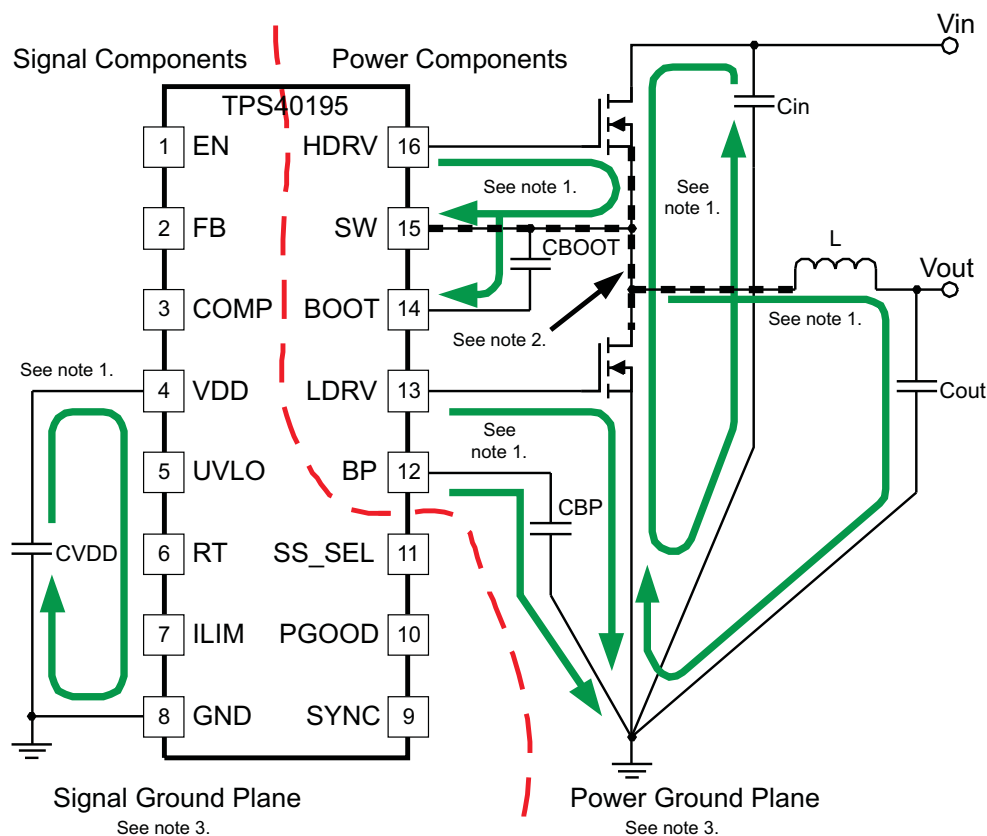 Vin
Signal Components
Power Components
TPS40195
Cin
1 EN
HDRV 16
See note 1.
See
note 1.
2 FB
SW 15
CBOOT
L
Vout
3 COMP
BOOT 14
See note 1.
See note 2.
See note 1.
4 VDD
LDRV 13
Cout
See
note 1.
5 UVLO
BP 12
CBP
CVDD
6 RT
SS_SEL 11
7 ILIM
PGOOD 10
8 GND
SYNC 9
Signal Ground Plane
See note 3.
Power Ground Plane
See note 3.